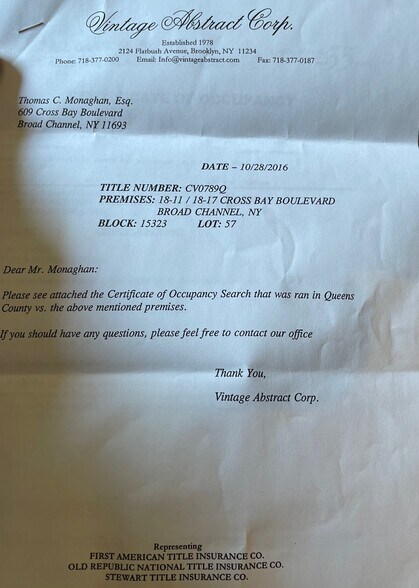 Vintage Abstract Corp.
Established 1978
2124 Flatbush Avenue, Brooklyn, NY 11234
Phone: 718-377-0200 Email: Info@vintageabstract.com Fax: 718-377-0187
Thomas C. Monaghan, Esq.
609 Cross Bay Boulevard
Broad Channel, NY 11693
DATE – 10/28/2016
TITLE NUMBER: CV0789Q
PREMISES: 18-11 / 18-17 CROSS BAY BOULEVARD
BROAD CHANNEL, NY
BLOCK: 15323 LOT: 57
Dear Mr. Monaghan:
Please see attached the Certificate of Occupancy Search that was ran in Queens
County vs. the above mentioned premises.
If you should have any questions, please feel free to contact our office
Thank You,
Vintage Abstract Corp.
Representing
FIRST AMERICAN TITLE INSURANCE CO.
OLD REPUBLIC NATIONAL TITLE INSURANCE CO.
STEWART TITLE INSURANCE CO.